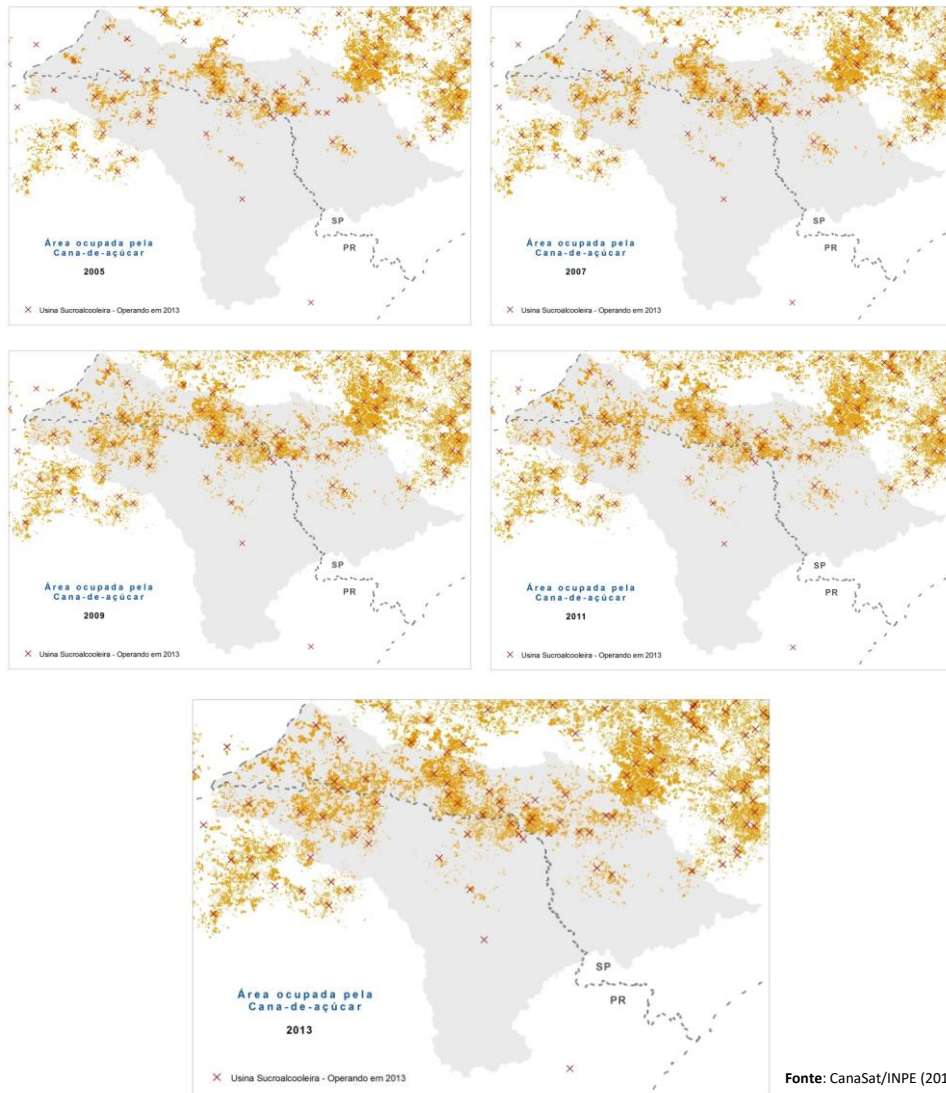 SP
PR
Área ocupada pela
Cana-de-açúcar
2005
Usina Sucroalcooleira - Operando em 2013
SP
PR
Área ocupada pela
Cana-de-açúcar
2007
Usina Sucroalcooleira - Operando em 2013
SP
PR
Área ocupada pela
Cana-de-açúcar
2009
Usina Sucroalcooleira - Operando em 2013
SP
PR
Área ocupada pela
Cana-de-açúcar
2011
Usina Sucroalcooleira - Operando em 2013
SP
PR
Área ocupada pela
Cana-de-açúcar
2013
Usina Sucroalcooleira - Operando em 2013
Fonte: CanaSat/INPE (201